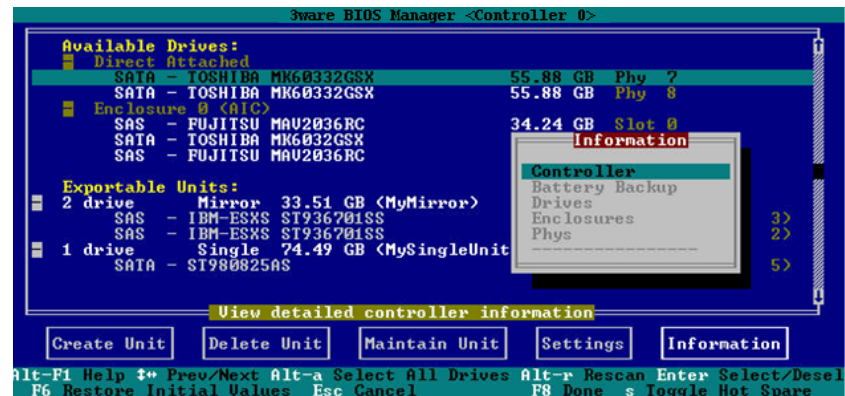 3ware BIOS Manager <Controller 0>
Available Drives:
Direct Attached
SATA - TOSHIBA MK60332GSX 55.88 GB Phy 7
SATA - TOSHIBA MK60332GSX 55.88 GB Phy 8
Enclosure 0 (AIC)
SAS - FUJITSU MAV2036RC 34.24 GB Slot 0
SATA - TOSHIBA MK6032GSX
SAS - FUJITSU MAV2036RC
Information
Controller
Battery Backup
Drives
Enclosures
Phys
Exportable Units:
2 drive Mirror 33.51 GB (MyMirror)
SAS - IBM-ESXS ST936701SS 3)
SAS - IBM-ESXS ST936701SS 2)
1 drive Single 74.49 GB (MySingleUnit
SATA - ST980825AS 5)
View detailed controller information
Create Unit Delete Unit Maintain Unit Settings Information
Alt-F1 Help ↕↔ Prev/Next Alt-a Select All Drives Alt-r Rescan Enter Select/Desel
F6 Restore Initial Values Esc Cancel F8 Done s Toggle Hot Spare